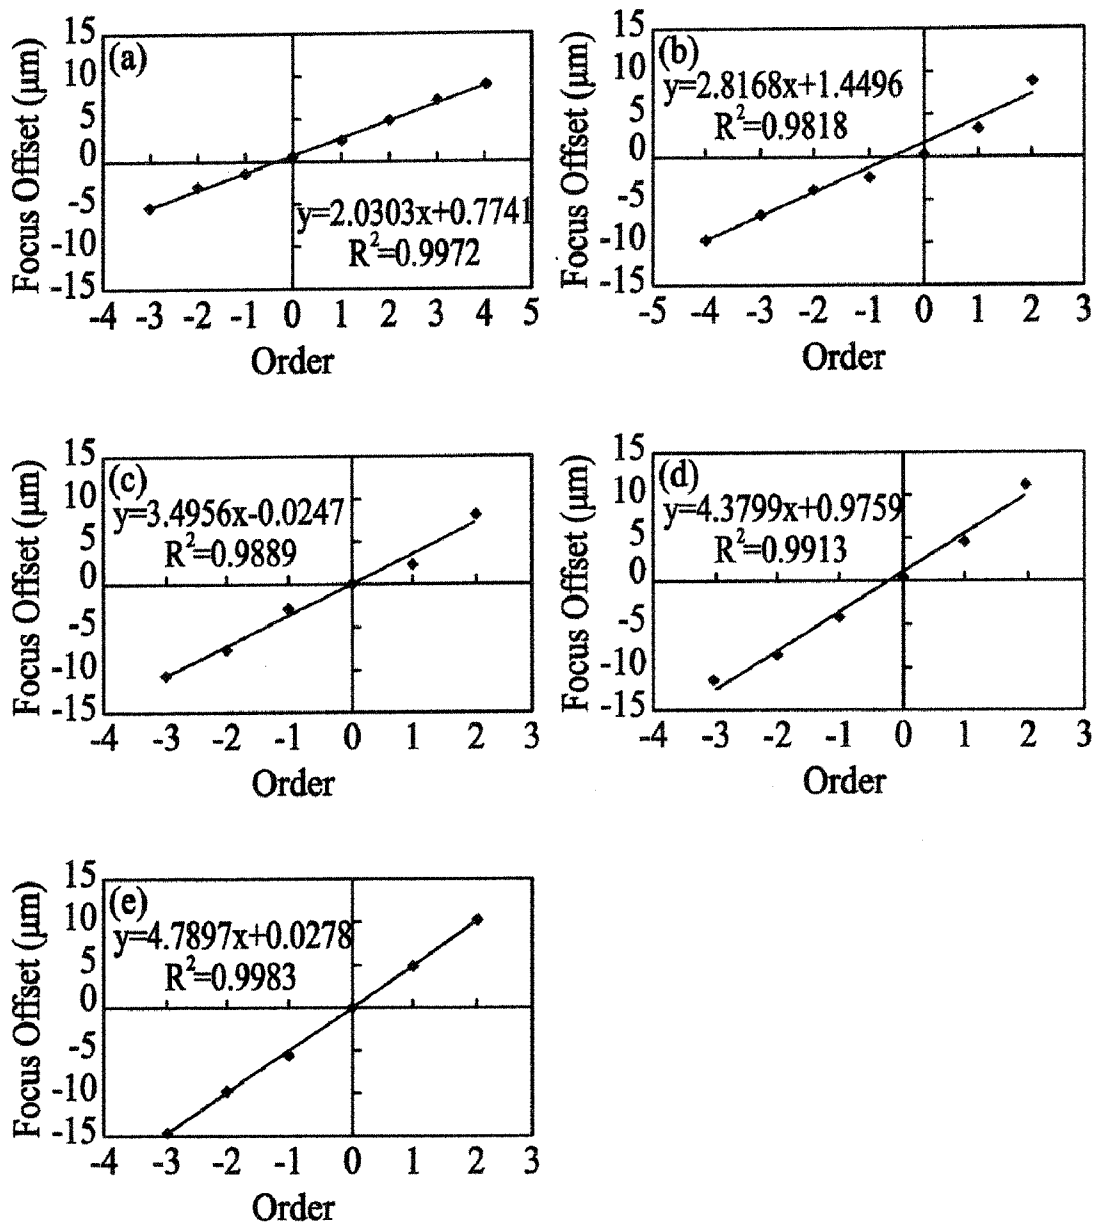 (a)
y=2.0303x+0.7741
R²=0.9972
Focus Offset (μm)
15
10
5
0
-5
-10
-15
-4 -3 -2 -1 0 1 2 3 4 5
Order
(b)
y=2.8168x+1.4496
R²=0.9818
Focus Offset (μm)
15
10
5
0
-5
-10
-15
-5 -4 -3 -2 -1 0 1 2 3
Order
(c)
y=3.4956x-0.0247
R²=0.9889
Focus Offset (μm)
15
10
5
0
-5
-10
-15
-4 -3 -2 -1 0 1 2 3
Order
(d)
y=4.3799x+0.9759
R²=0.9913
Focus Offset (μm)
15
10
5
0
-5
-10
-15
-4 -3 -2 -1 0 1 2 3
Order
(e)
y=4.7897x+0.0278
R²=0.9983
Focus Offset (μm)
15
10
5
0
-5
-10
-15
-4 -3 -2 -1 0 1 2 3
Order